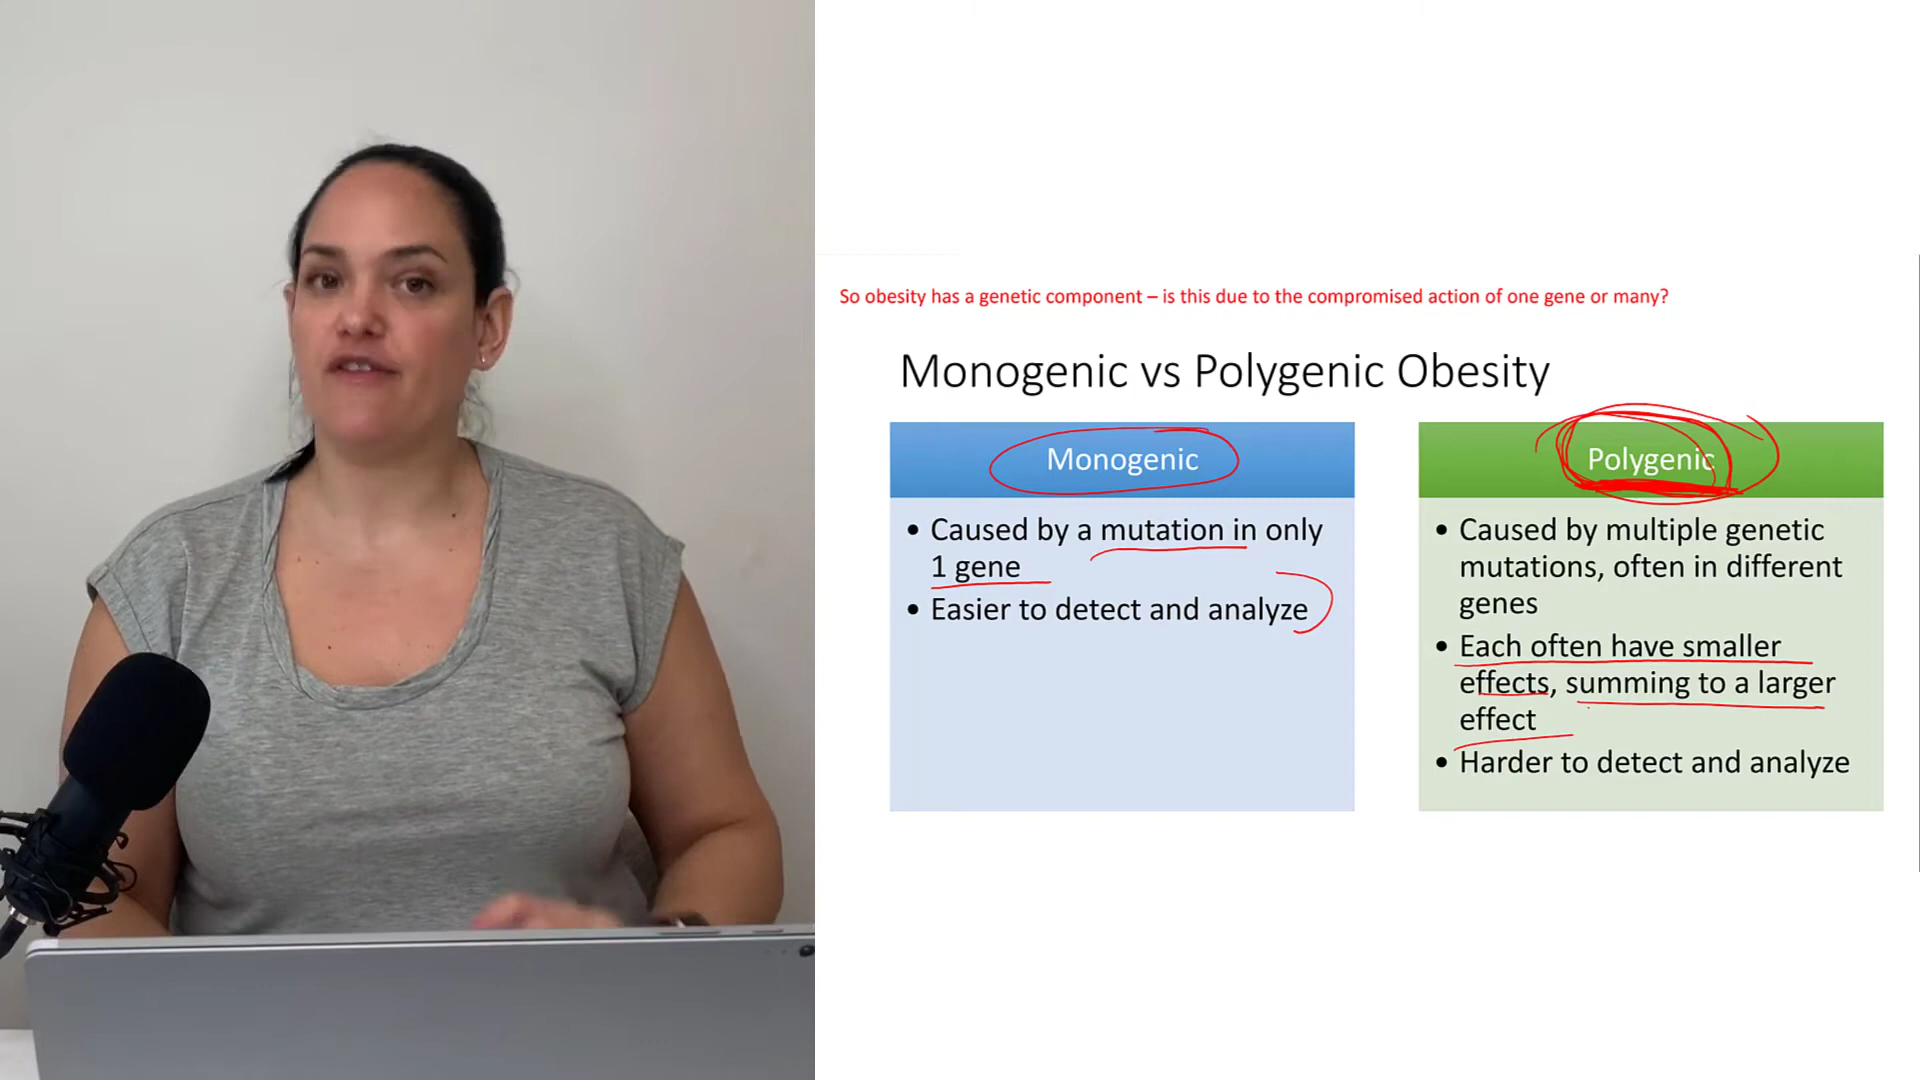 So obesity has a genetic component – is this due to the compromised action of one gene or many?
Monogenic vs Polygenic Obesity
Monogenic
• Caused by a mutation in only
1 gene
• Easier to detect and analyze
Polygenic
• Caused by multiple genetic
mutations, often in different
genes
• Each often have smaller
effects, summing to a larger
effect
• Harder to detect and analyze